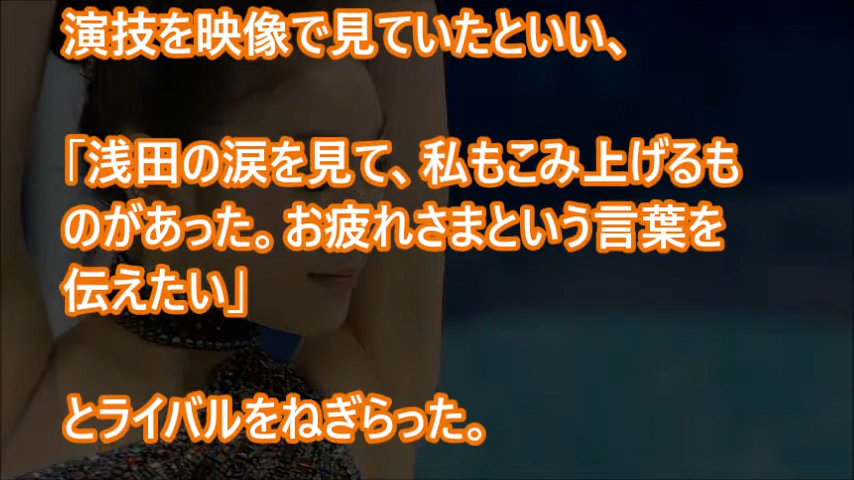 演技を映像で見ていたといい、
「浅田の涙を見て、私もこみ上げるも
のがあった。お疲れさまという言葉を
伝えたい」
とライバルをねぎらった。